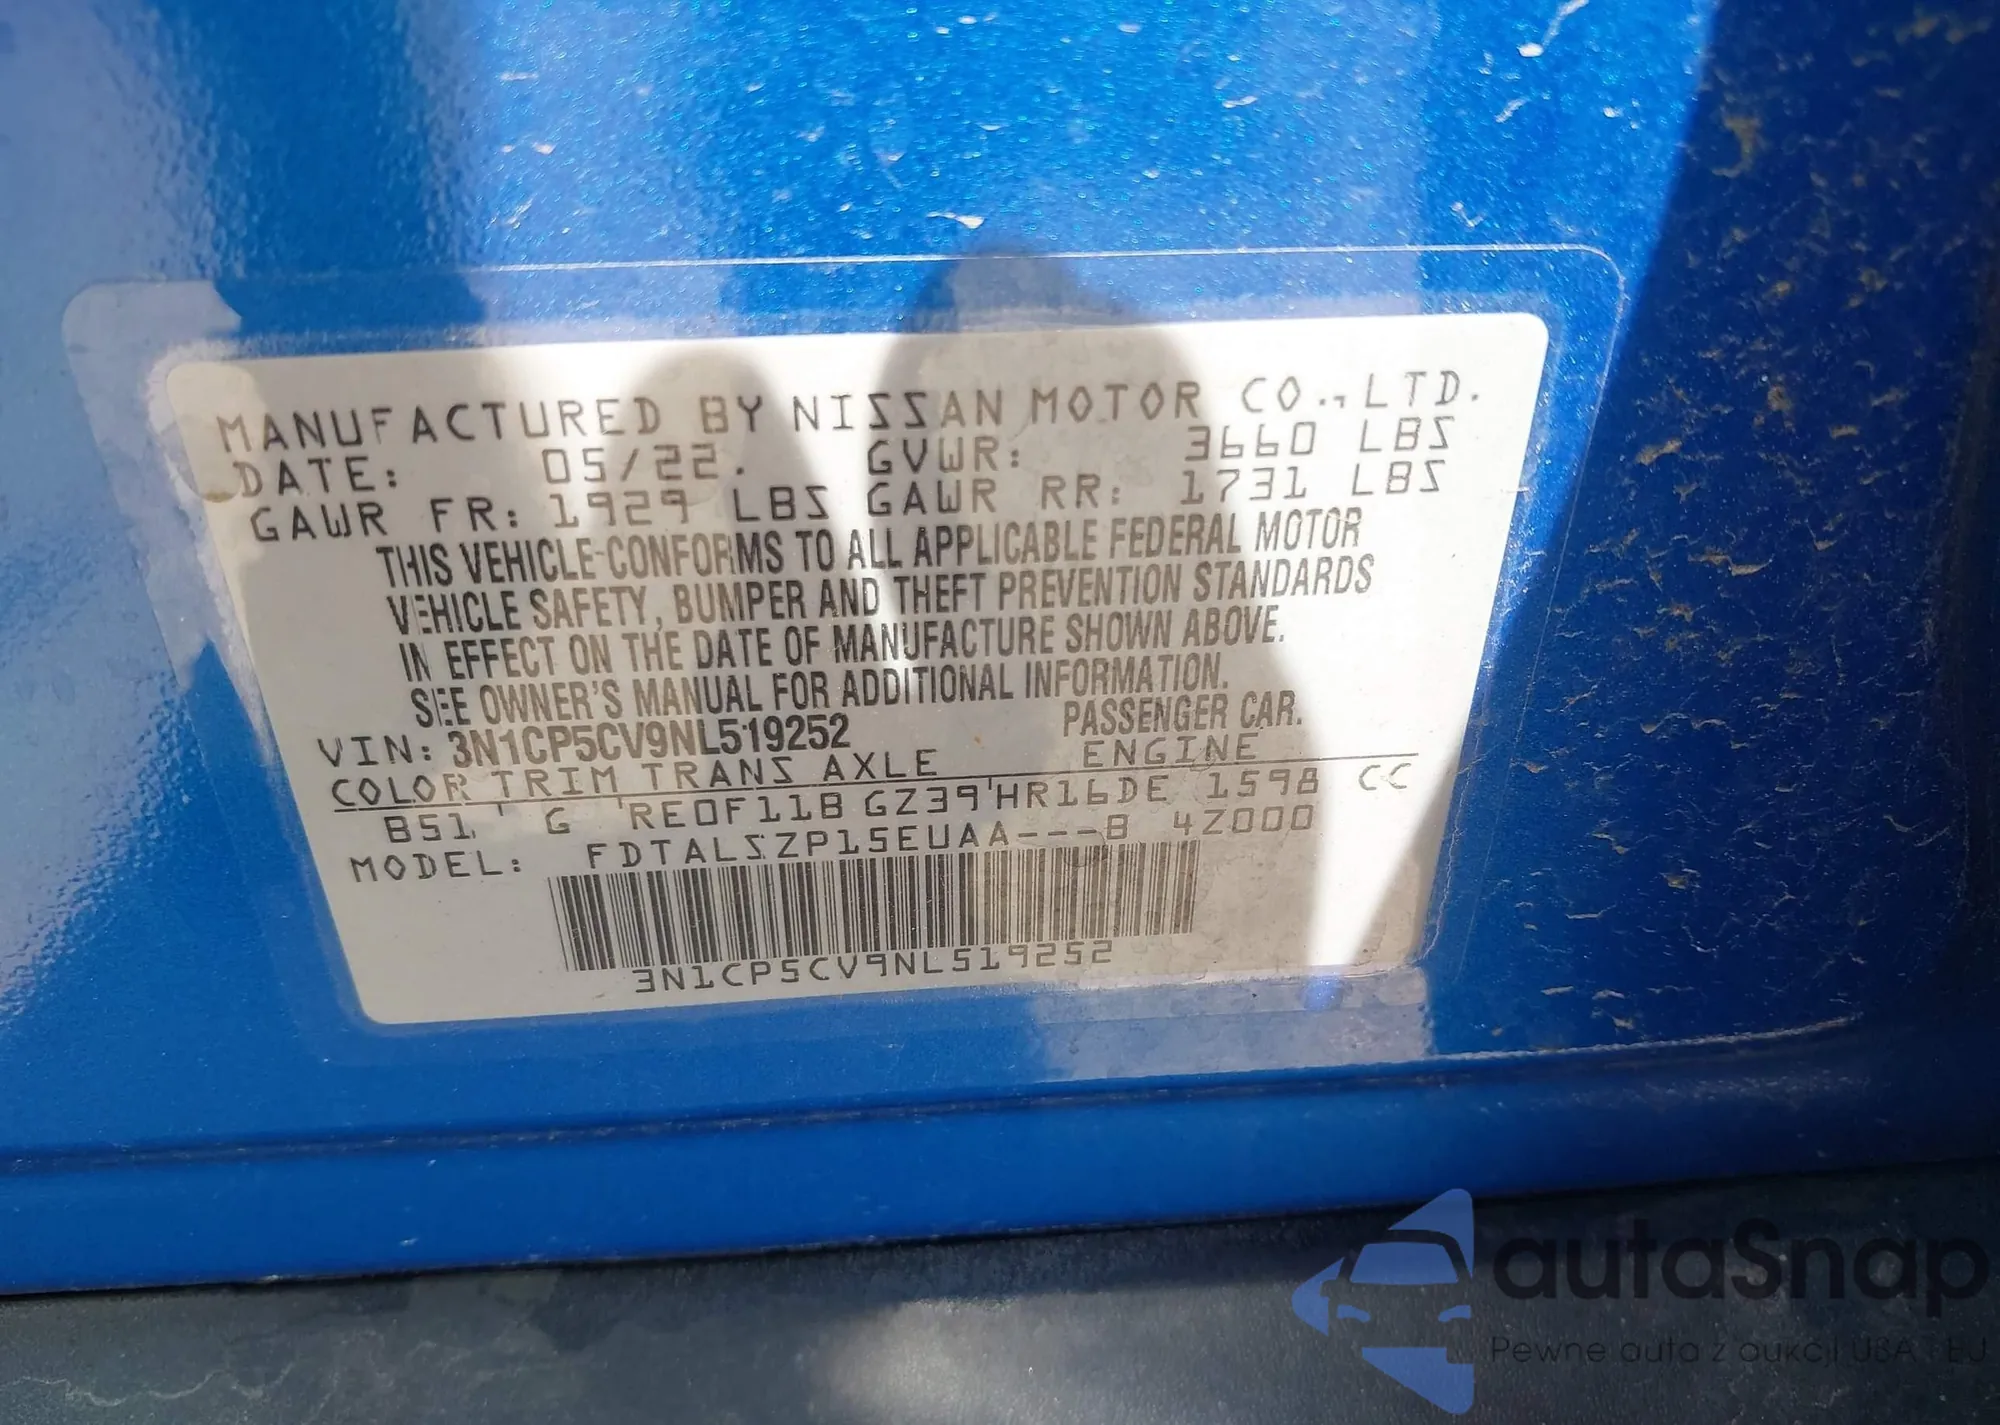 MANUFACTURED BY NISSAN MOTOR CO., LTD.
DATE: 05/22. GVWR: 3660 LBS
GAWR FR: 1929 LBS GAWR RR: 1731 LBS
THIS VEHICLE CONFORMS TO ALL APPLICABLE FEDERAL MOTOR
VEHICLE SAFETY, BUMPER AND THEFT PREVENTION STANDARDS
IN EFFECT ON THE DATE OF MANUFACTURE SHOWN ABOVE.
SEE OWNER'S MANUAL FOR ADDITIONAL INFORMATION.
VIN: 3N1CP5CV9NL519252 PASSENGER CAR.
COLOR TRIM TRANS AXLE ENGINE
B51 G RE0F11B GZ39 HR16DE 1598 CC
MODEL: FDTALSZP15EUAA---B 4Z000
3N1CP5CV9NL519252
autaSnap
Pewne auta z aukcji USA i EJ